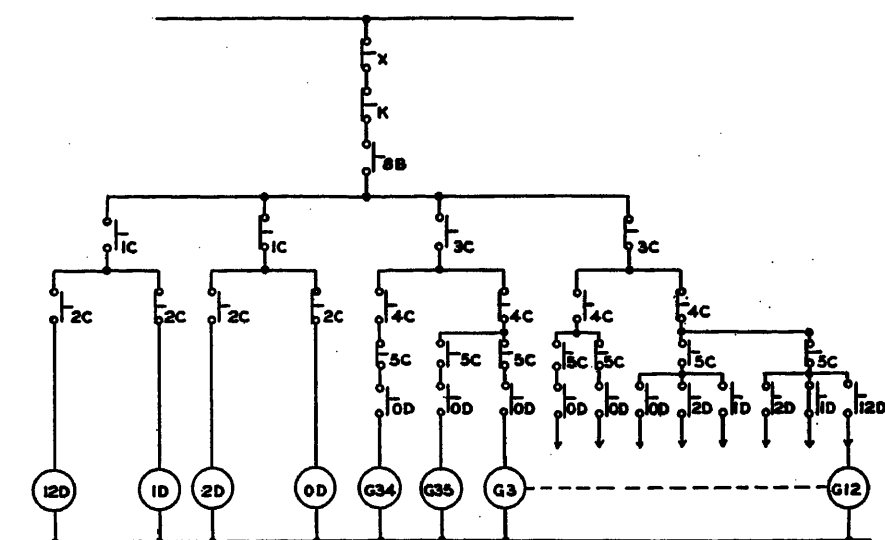 X
K
8B
1C 1C 3C 3C
2C 2C 2C 2C 4C 4C 4C 4C
5C 5C 5C 5C 5C 5C 5C
0D 0D 0D 0D 0D 0D 2D 1D 2D 1D 12D
12D 1D 2D 0D G34 G35 G3 G12